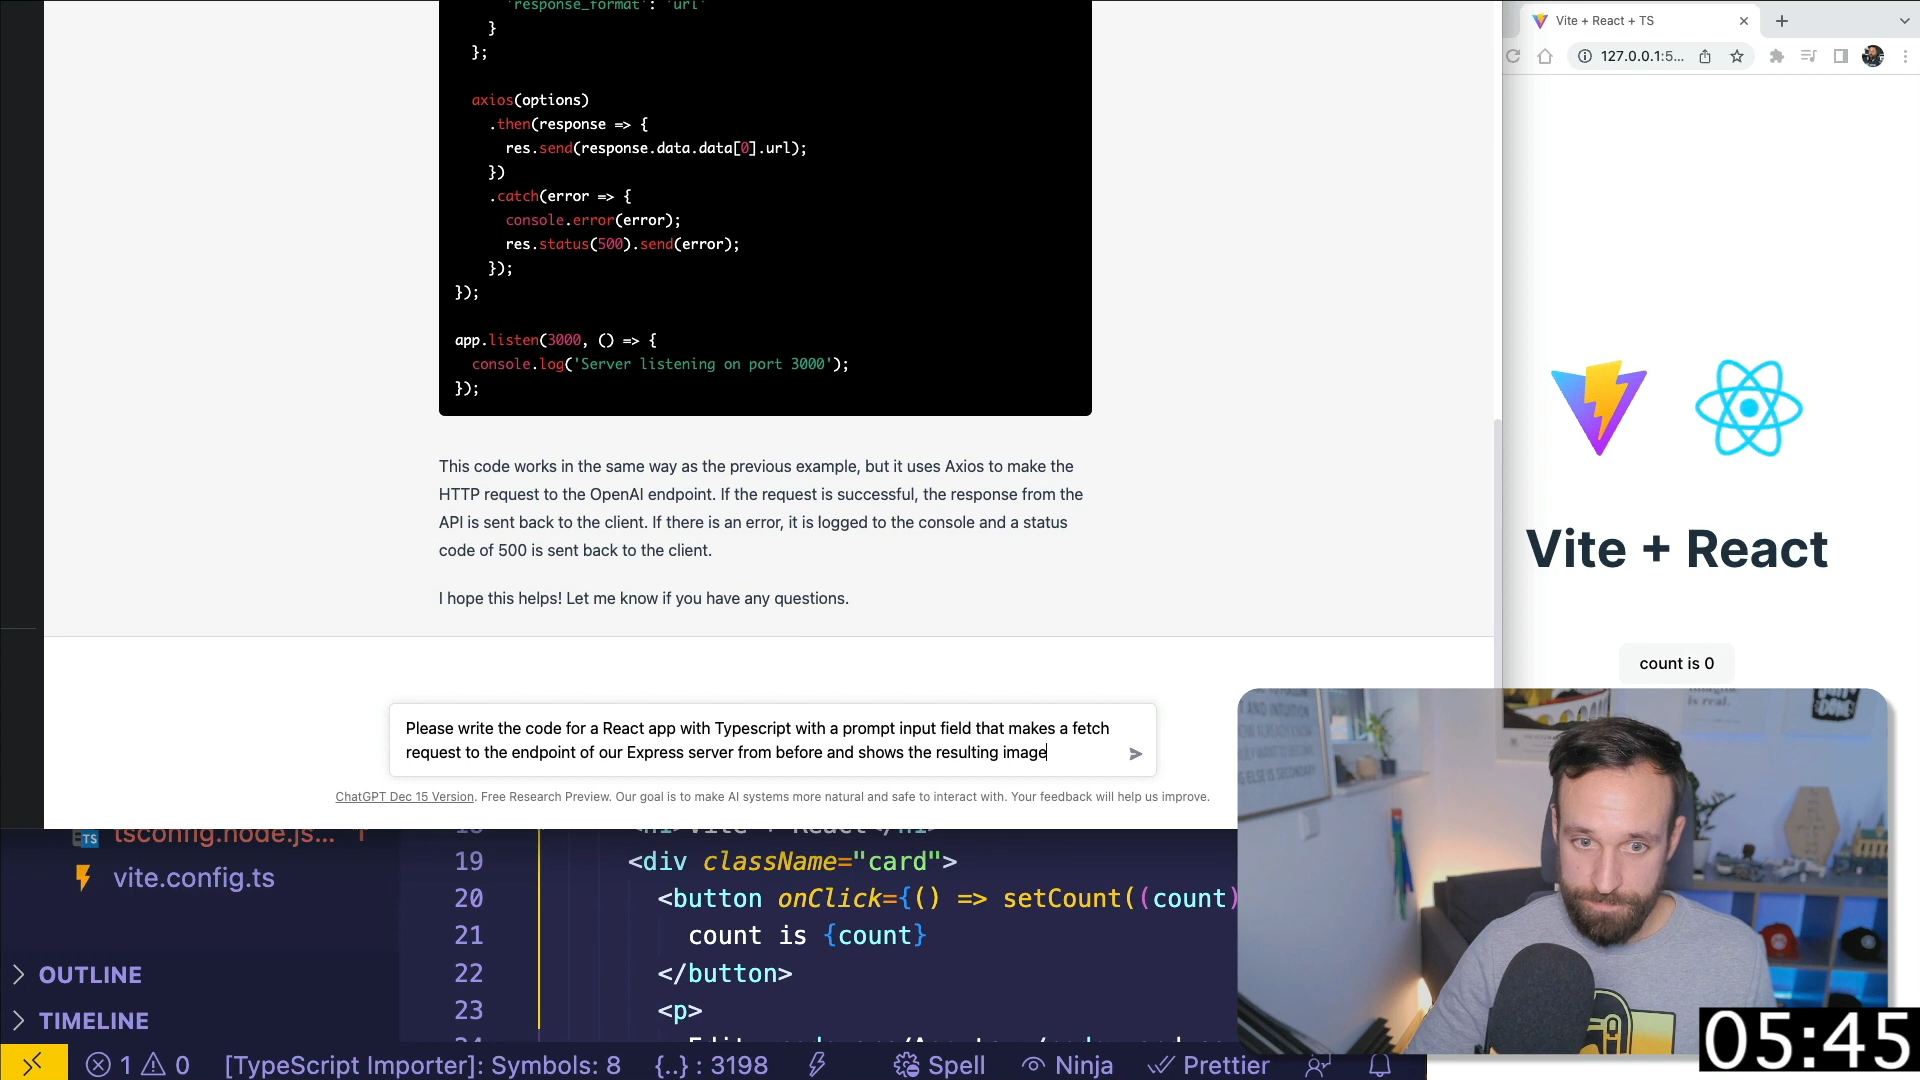 'response_format': 'url'
}
};
axios(options)
.then(response => {
res.send(response.data.data[0].url);
})
.catch(error => {
console.error(error);
res.status(500).send(error);
});
});
app.listen(3000, () => {
console.log('Server listening on port 3000');
});
This code works in the same way as the previous example, but it uses Axios to make the
HTTP request to the OpenAI endpoint. If the request is successful, the response from the
API is sent back to the client. If there is an error, it is logged to the console and a status
code of 500 is sent back to the client.
I hope this helps! Let me know if you have any questions.
Please write the code for a React app with Typescript with a prompt input field that makes a fetch
request to the endpoint of our Express server from before and shows the resulting image
ChatGPT Dec 15 Version. Free Research Preview. Our goal is to make AI systems more natural and safe to interact with. Your feedback will help us improve.
Vite + React + TS
127.0.0.1:5...
Vite + React
count is 0
TS tsconfig.node.js...
vite.config.ts
OUTLINE
TIMELINE
19 <div className="card">
20 <button onClick={() => setCount((count)
21 count is {count}
22 </button>
23 <p>
1 0 [TypeScript Importer]: Symbols: 8 {..} : 3198 Spell Ninja Prettier
05:45